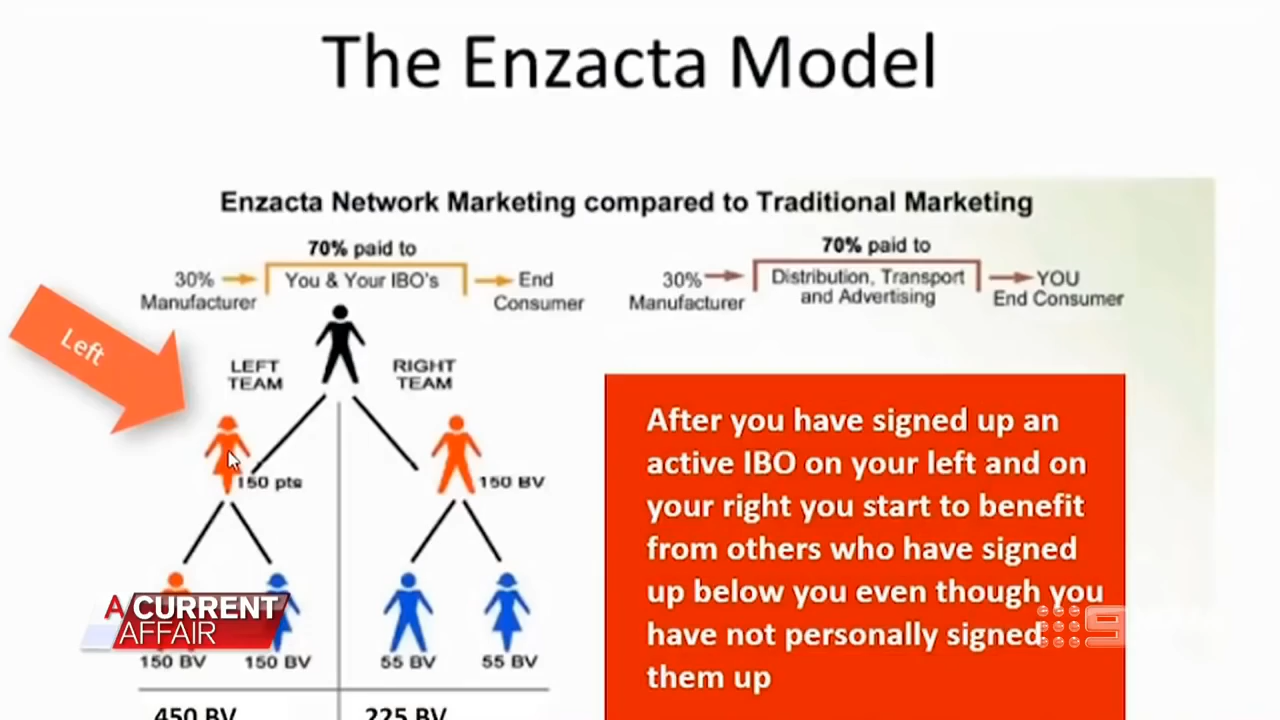 The Enzacta Model
Enzacta Network Marketing compared to Traditional Marketing
70% paid to
30%
Manufacturer
You & Your IBO's
End
Consumer
70% paid to
30%
Manufacturer
Distribution, Transport
and Advertising
YOU
End Consumer
Left
LEFT
TEAM
RIGHT
TEAM
150 pts
150 BV
150 BV
150 BV
55 BV
55 BV
450 BV
225 BV
After you have signed up an
active IBO on your left and on
your right you start to benefit
from others who have signed
up below you even though you
have not personally signed
them up
A CURRENT
AFFAIR
9